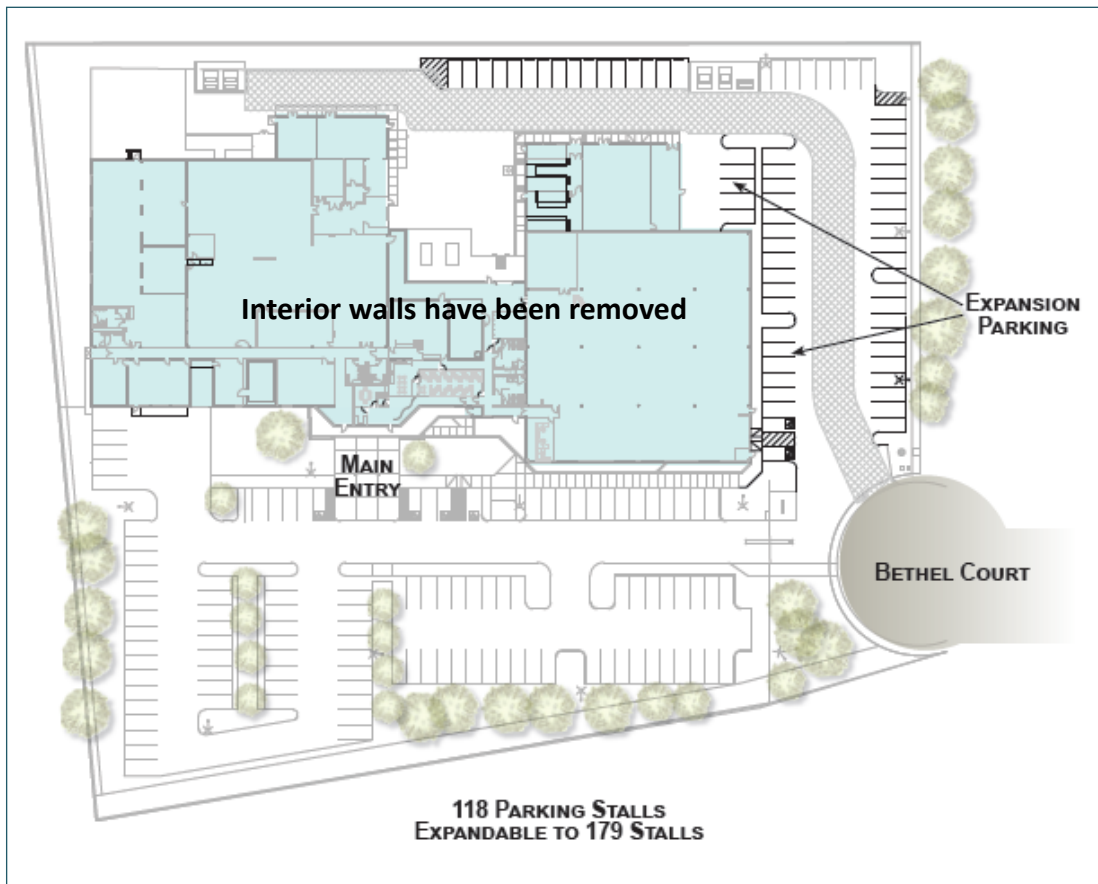 Interior walls have been removed
Expansion
Parking
Main
Entry
Bethel Court
118 Parking Stalls
Expandable to 179 Stalls